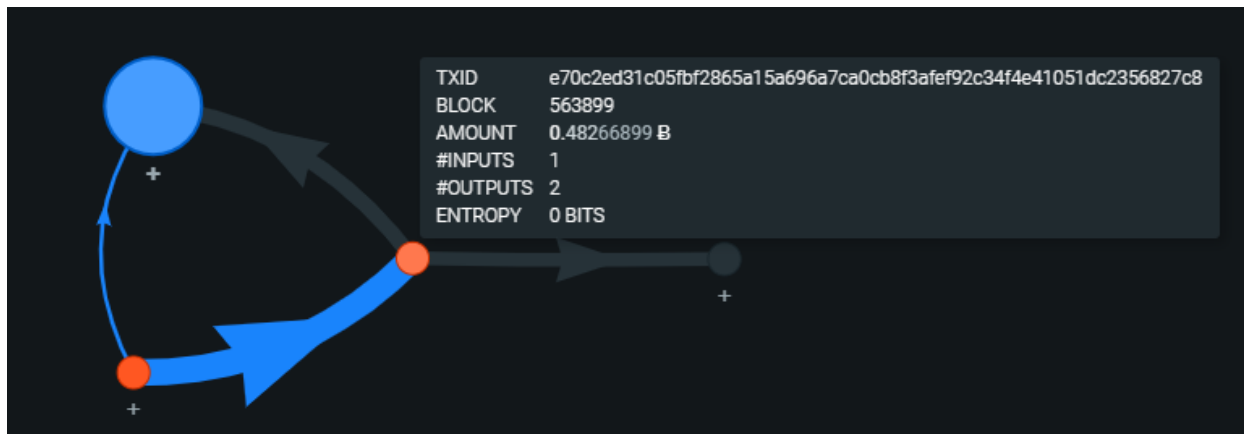 TXID e70c2ed31c05fbf2865a15a696a7ca0cb8f3afef92c34f4e41051dc2356827c8
BLOCK 563899
AMOUNT 0.48266899 Ƀ
#INPUTS 1
#OUTPUTS 2
ENTROPY 0 BITS
+
+
+